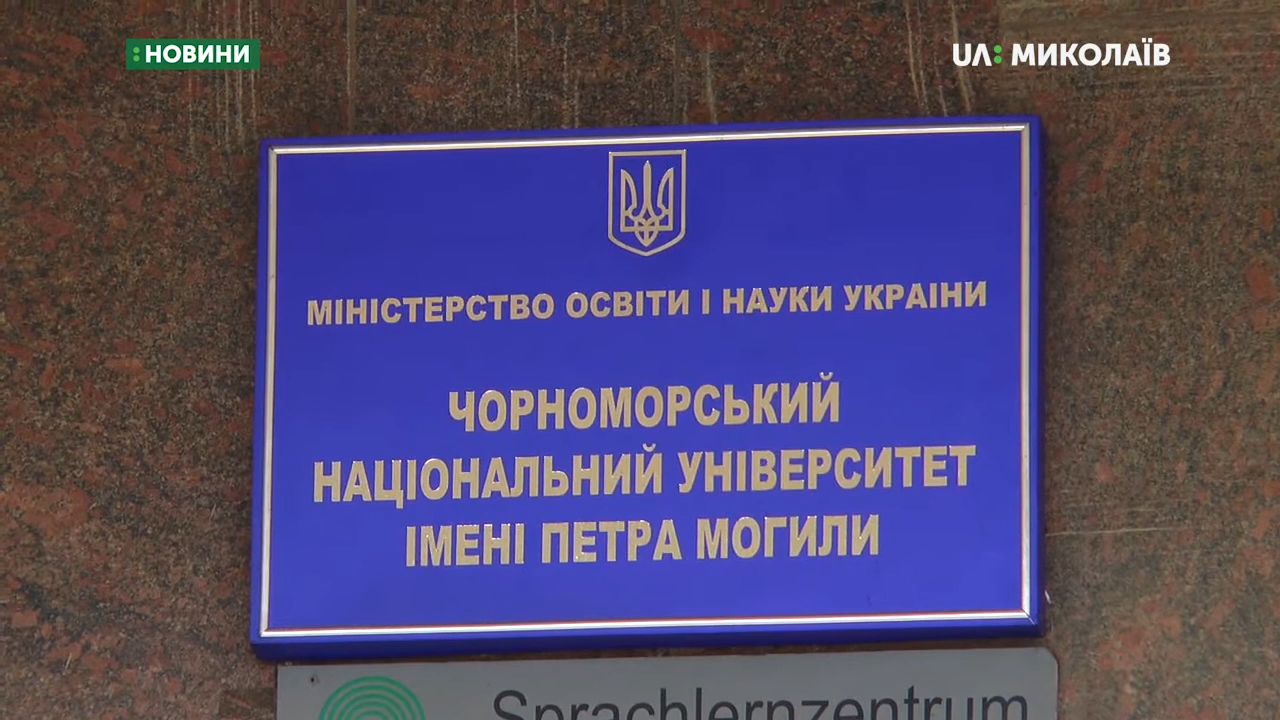 :НОВИНИ
UA: МИКОЛАЇВ
МІНІСТЕРСТВО ОСВІТИ І НАУКИ УКРАЇНИ
ЧОРНОМОРСЬКИЙ
НАЦІОНАЛЬНИЙ УНІВЕРСИТЕТ
ІМЕНІ ПЕТРА МОГИЛИ
Sprachlernzentrum